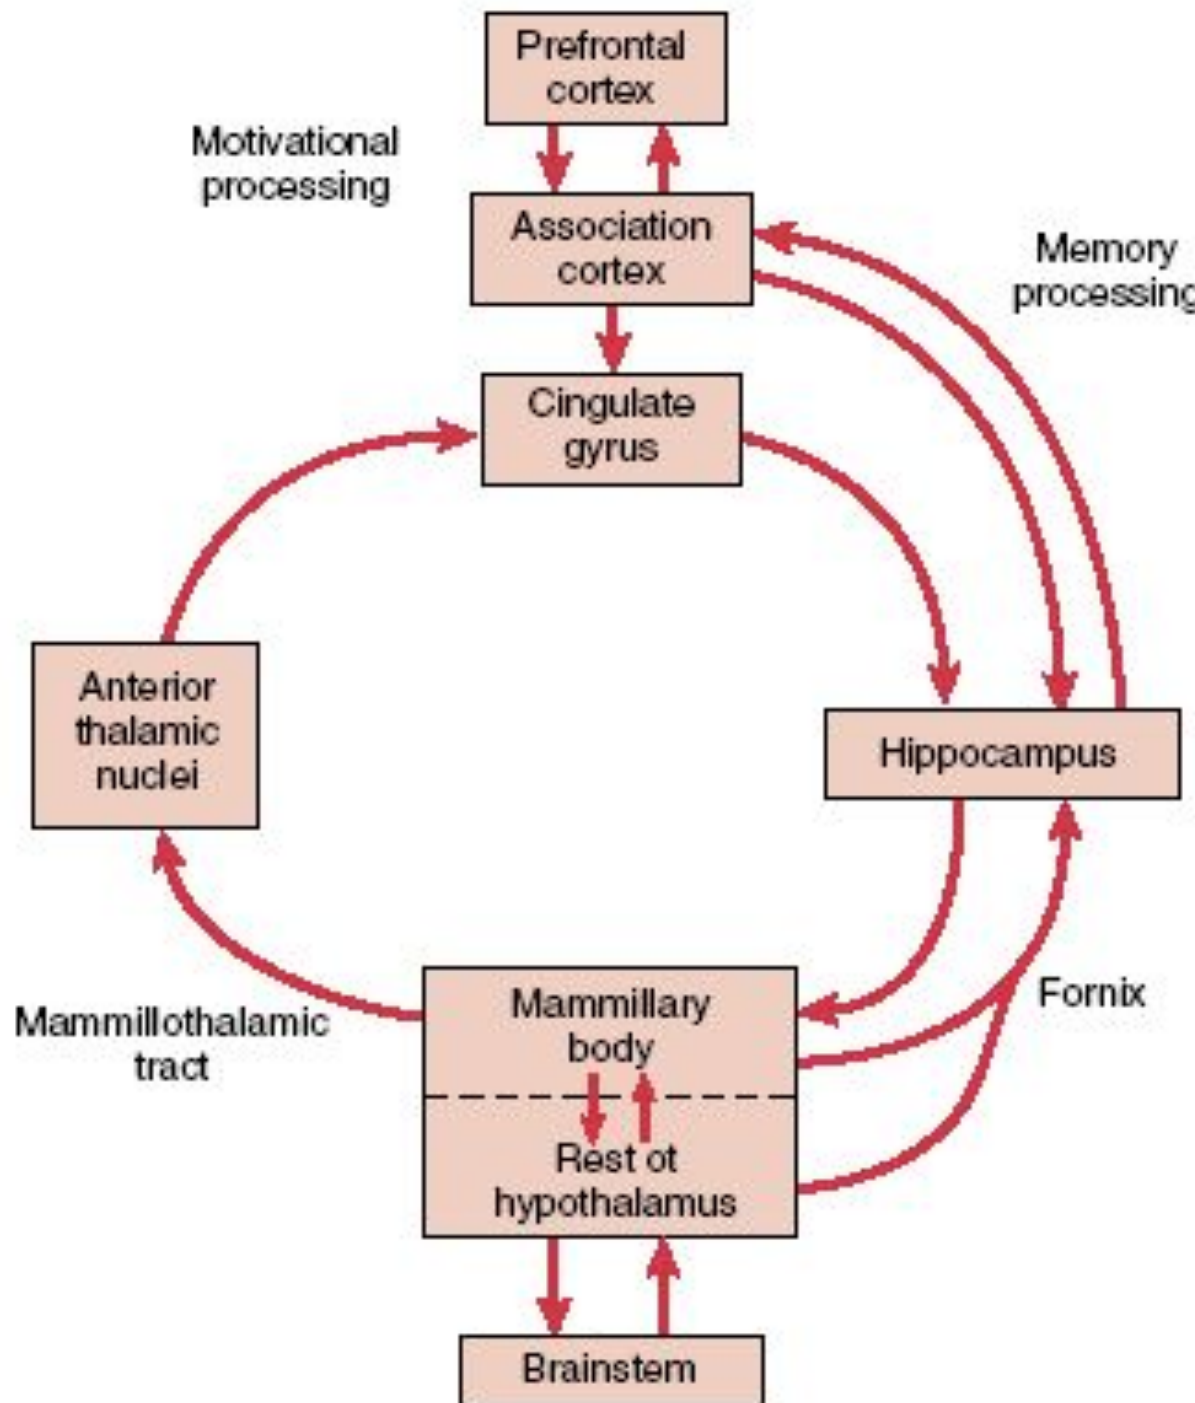 Prefrontal
cortex
Motivational
processing
Association
cortex
Memory
processing
Cingulate
gyrus
Anterior
thalamic
nuclei
Hippocampus
Mammillary
body
Fornix
Mammillothalamic
tract
Rest ot
hypothalamus
Brainstem